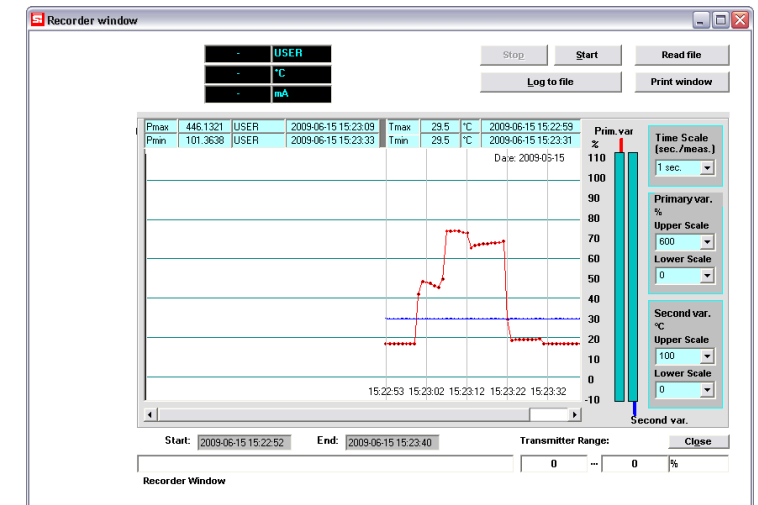 Recorder window
- USER
- °C
- mA
Stop Start Read file
Log to file Print window
Pmax 446.1321 USER 2009-06-15 15:23:09 Tmax 29.5 °C 2009-06-15 15:22:59
Pmin 101.3638 USER 2009-06-15 15:23:33 Tmin 29.5 °C 2009-06-15 15:23:31
Date: 2009-06-15
Prim.var
%
110
100
90
80
70
60
50
40
30
20
10
0
-10
Second var.
15:22:53 15:23:02 15:23:12 15:23:22 15:23:32
Time Scale
(sec./meas.)
1 sec.
Primary var.
%
Upper Scale
600
Lower Scale
0
Second var.
°C
Upper Scale
100
Lower Scale
0
Start: 2009-06-15 15:22:52 End: 2009-06-15 15:23:40 Transmitter Range: Close
0 ... 0 %
Recorder Window